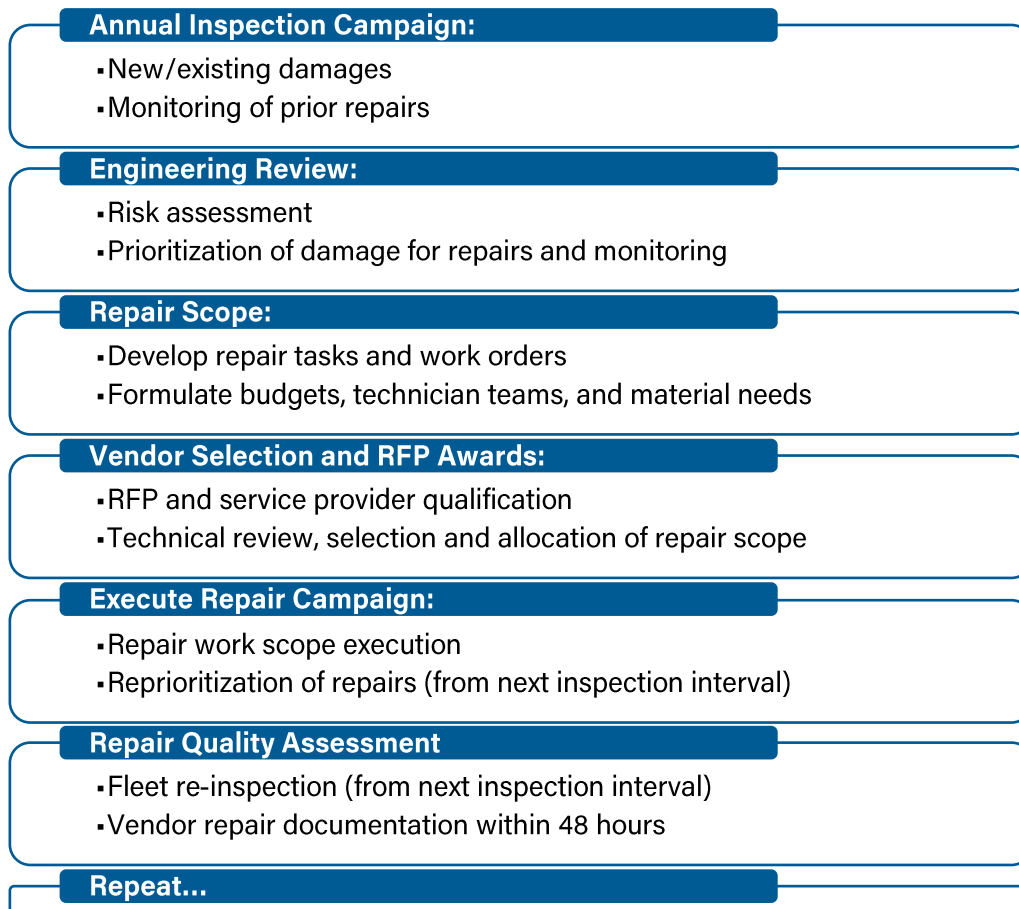 Annual Inspection Campaign:
▪New/existing damages
▪Monitoring of prior repairs
Engineering Review:
▪Risk assessment
▪Prioritization of damage for repairs and monitoring
Repair Scope:
▪Develop repair tasks and work orders
▪Formulate budgets, technician teams, and material needs
Vendor Selection and RFP Awards:
▪RFP and service provider qualification
▪Technical review, selection and allocation of repair scope
Execute Repair Campaign:
▪Repair work scope execution
▪Reprioritization of repairs (from next inspection interval)
Repair Quality Assessment
▪Fleet re-inspection (from next inspection interval)
▪Vendor repair documentation within 48 hours
Repeat...